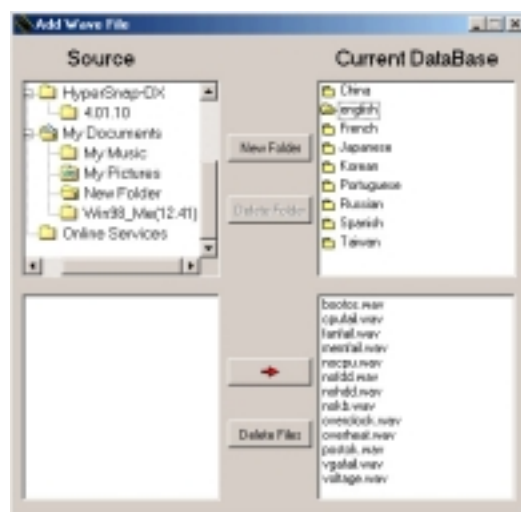 Add Wave File
Source
Current DataBase
HyperSnap-DX
4.01.10
My Documents
My Music
My Pictures
New Folder
Win98_Me(12.41)
Online Services
New Folder
Delete Folder
China
english
French
Japanese
Korean
Portuguese
Russian
Spanish
Taiwan
Delete Files
bootos.wav
cpufail.wav
fanfail.wav
memfail.wav
nocpu.wav
nofdd.wav
nohdd.wav
nokb.wav
overclock.wav
overheat.wav
postok.wav
vgafail.wav
voltage.wav